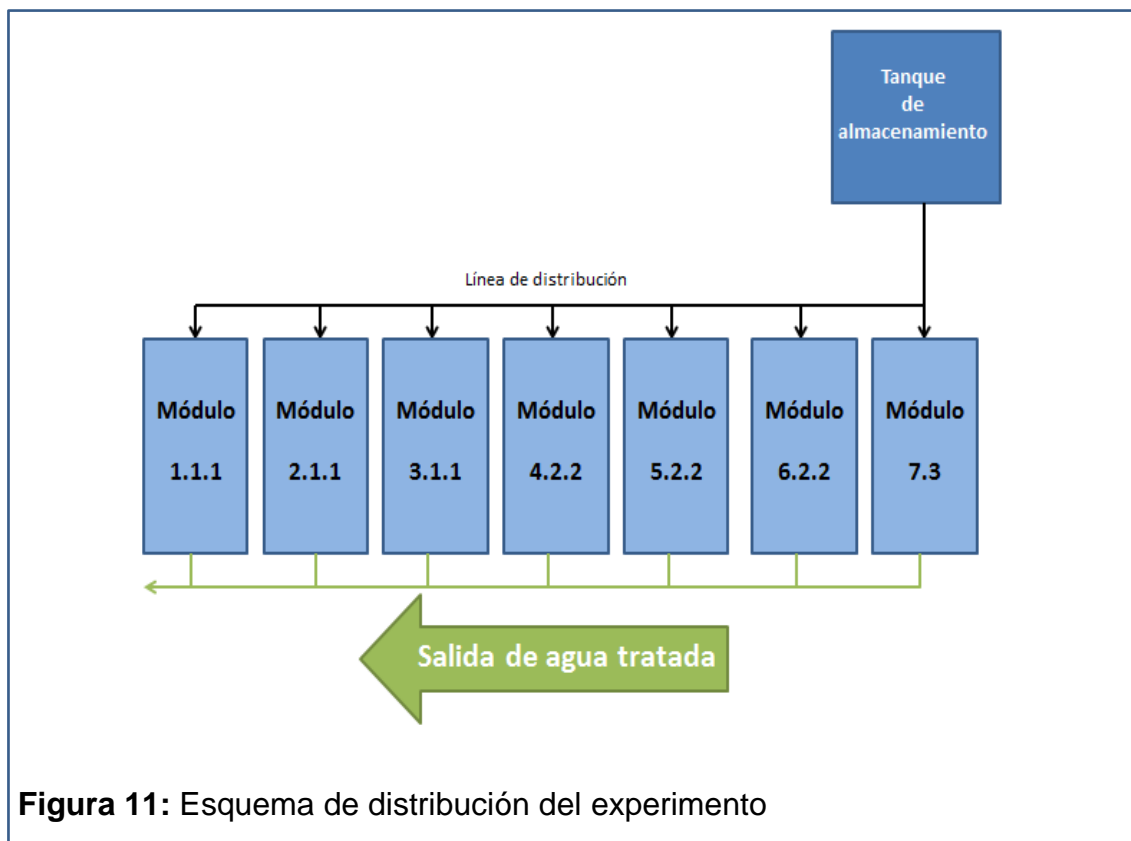 Tanque
de
almacenamiento
Línea de distribución
Módulo
1.1.1
Módulo
2.1.1
Módulo
3.1.1
Módulo
4.2.2
Módulo
5.2.2
Módulo
6.2.2
Módulo
7.3
Salida de agua tratada
Figura 11: Esquema de distribución del experimento